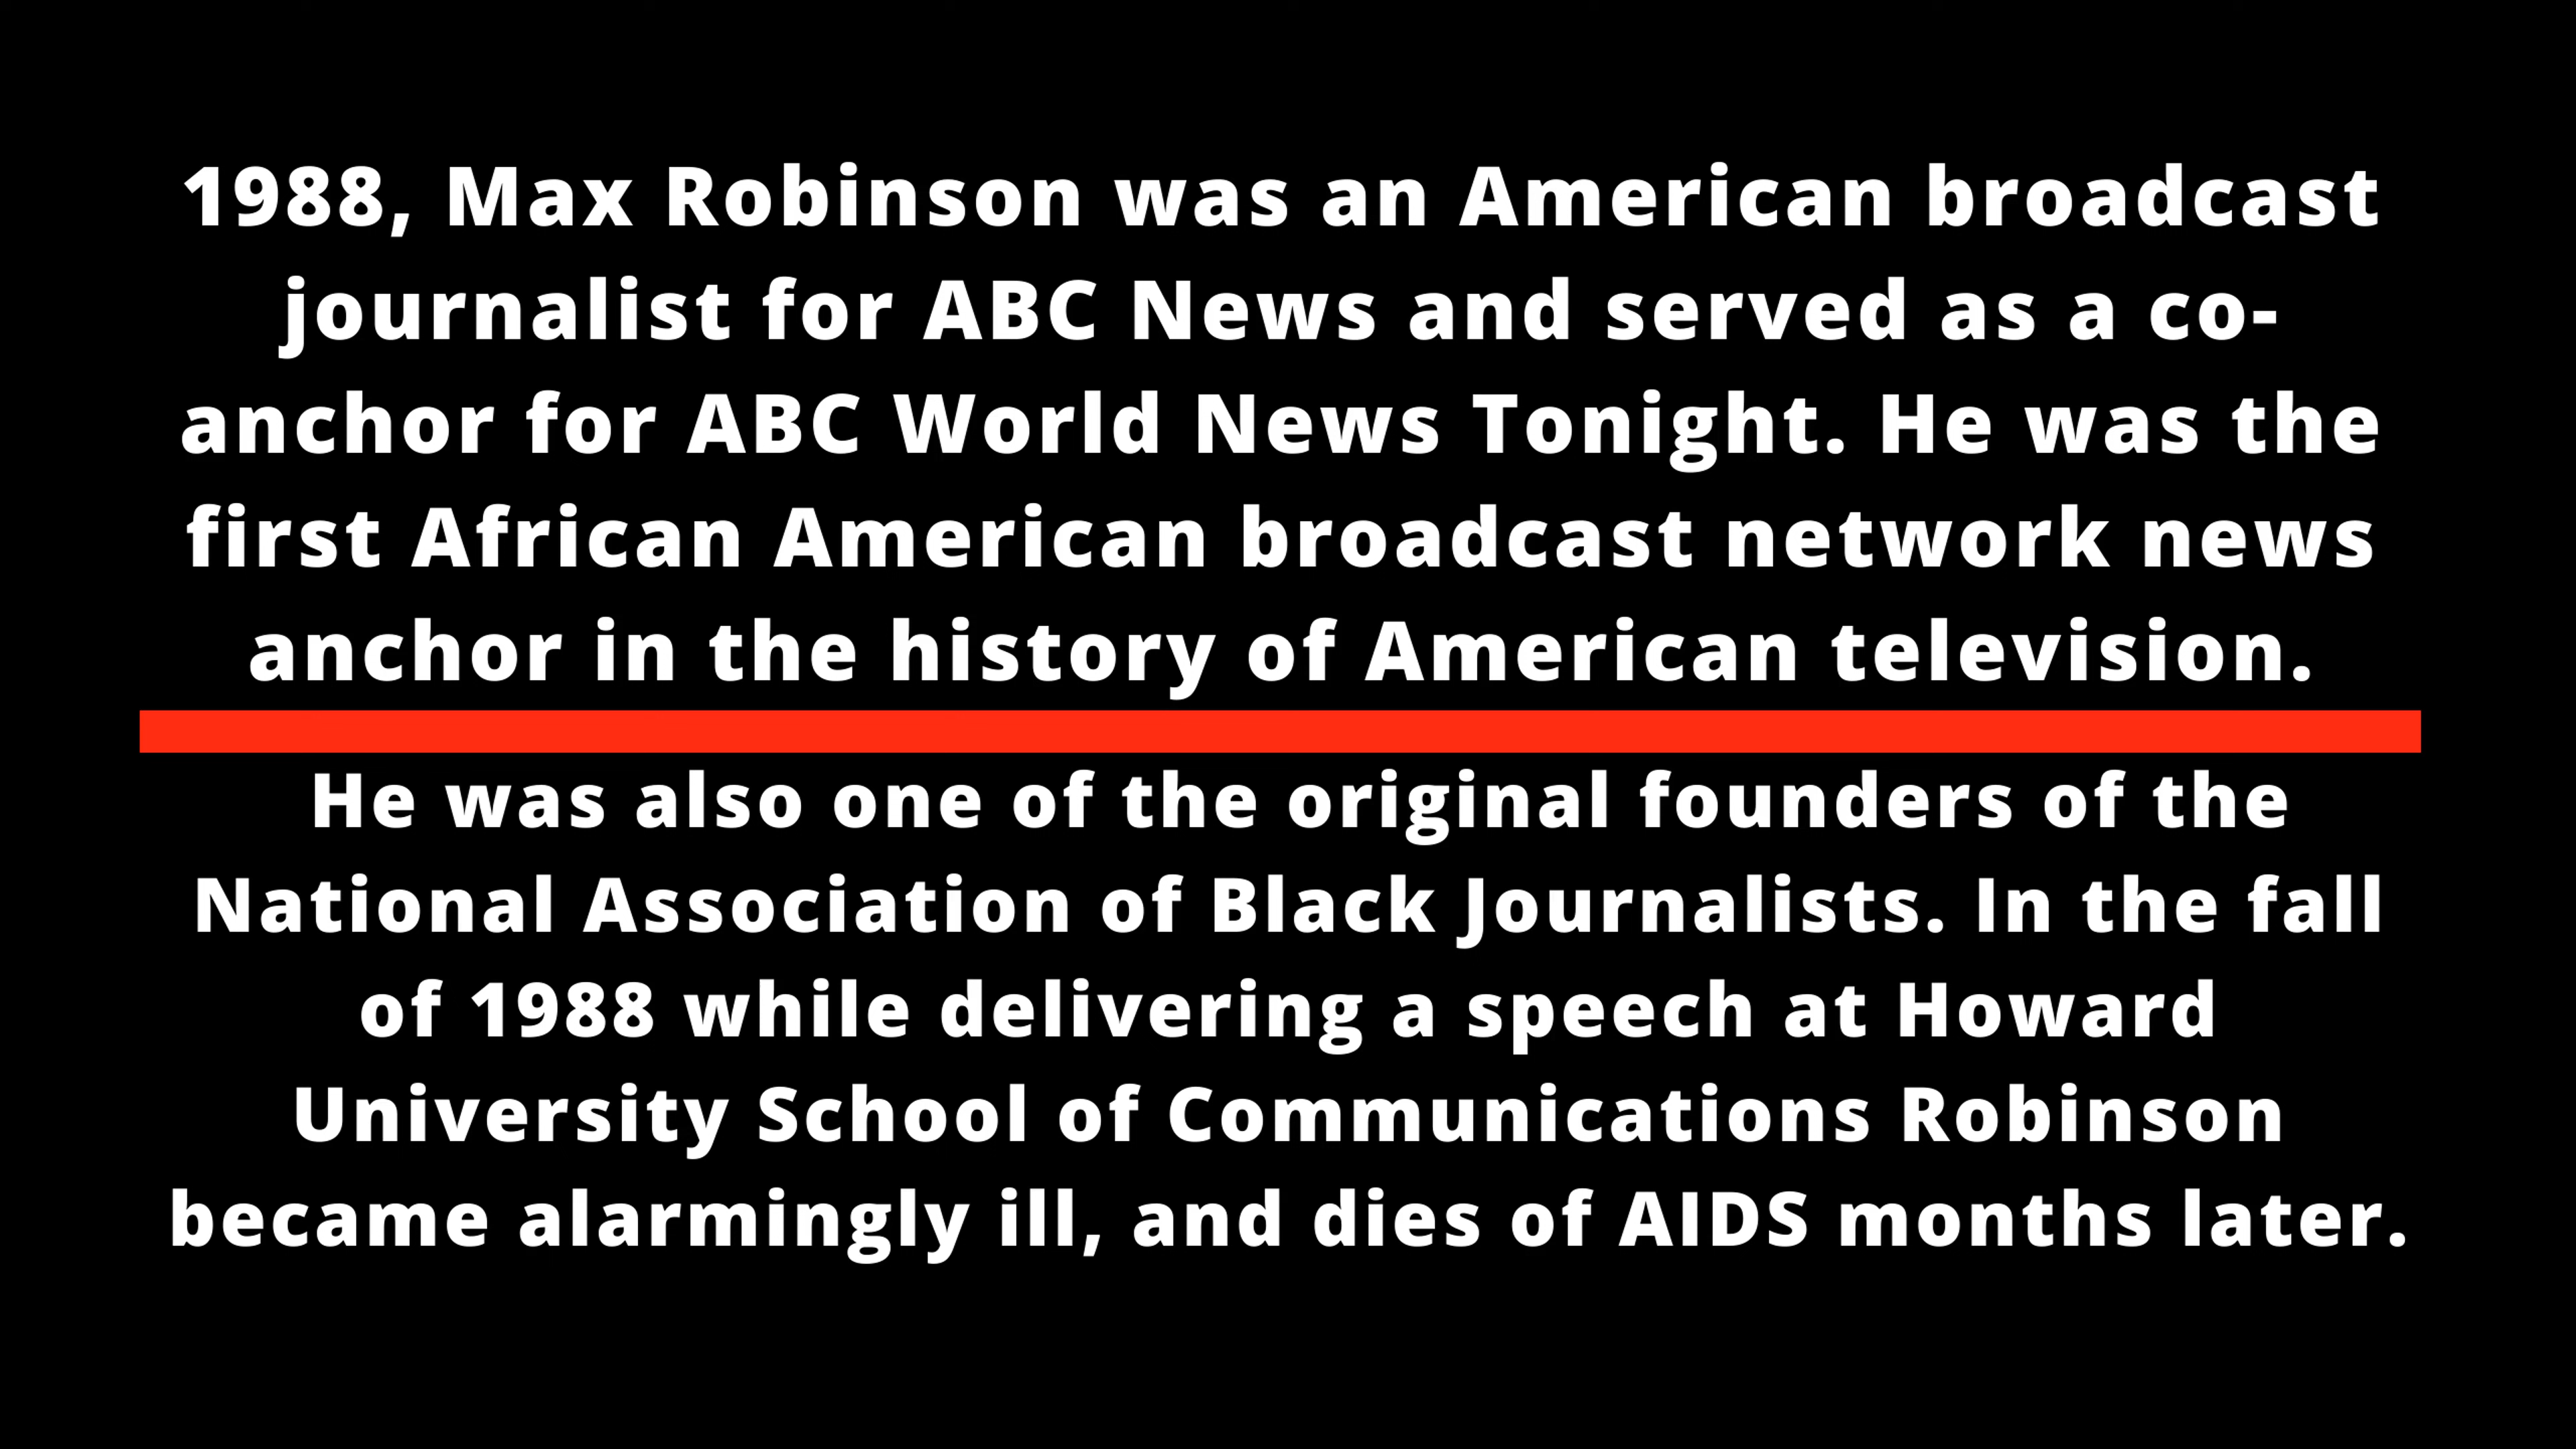 1988, Max Robinson was an American broadcast
journalist for ABC News and served as a co-
anchor for ABC World News Tonight. He was the
first African American broadcast network news
anchor in the history of American television.
He was also one of the original founders of the
National Association of Black Journalists. In the fall
of 1988 while delivering a speech at Howard
University School of Communications Robinson
became alarmingly ill, and dies of AIDS months later.